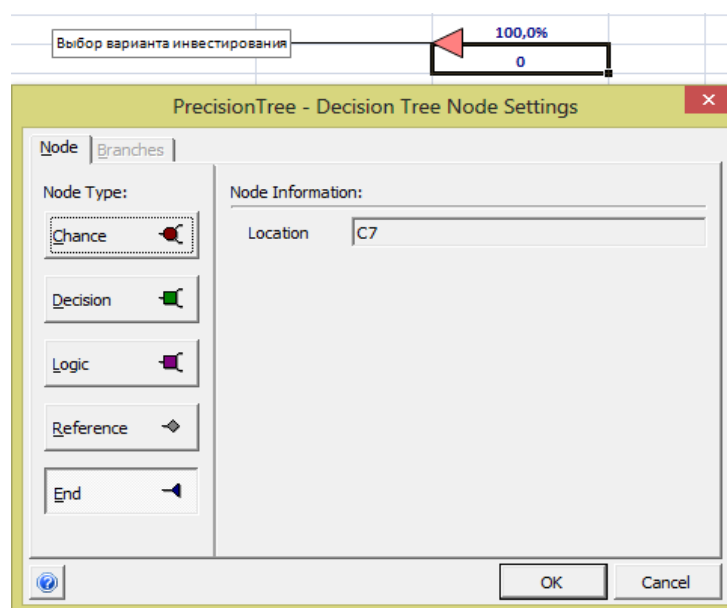 Выбор варианта инвестирования
100,0%
0
PrecisionTree - Decision Tree Node Settings
Node Branches
Node Type:
Node Information:
Chance
Location C7
Decision
Logic
Reference
End
OK Cancel